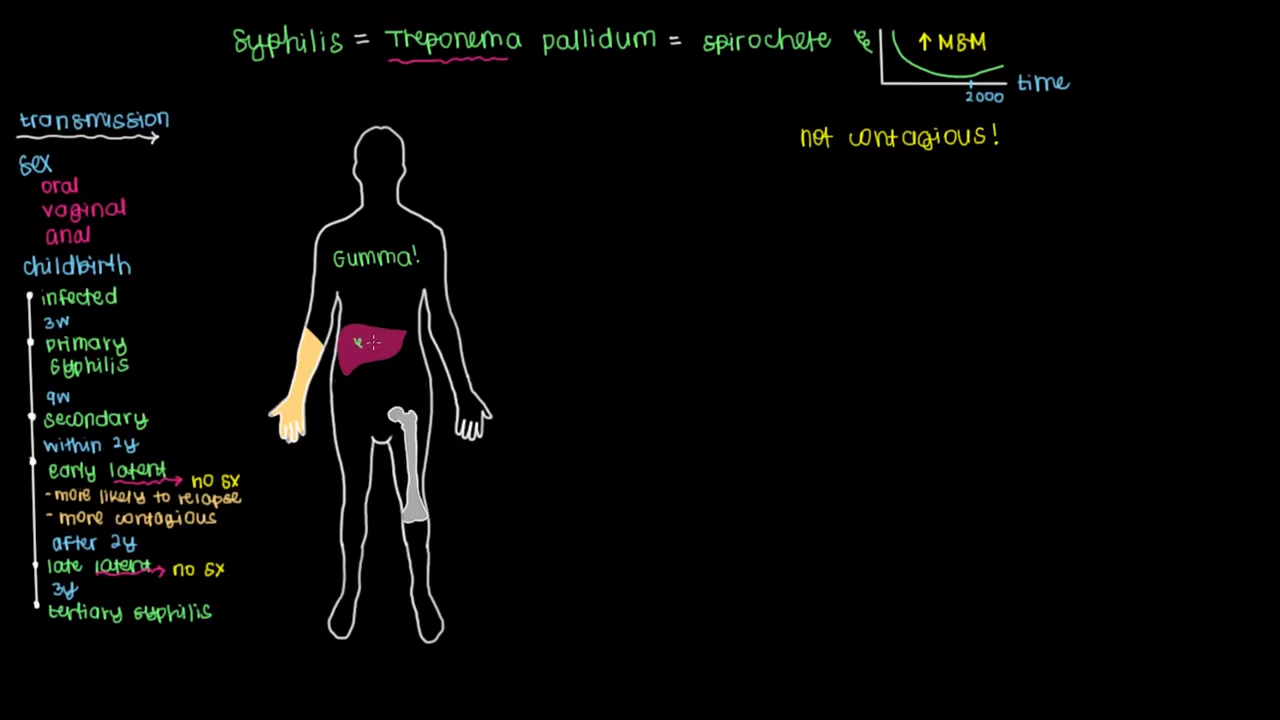 Syphilis = Treponema pallidum = spirochete
↑ MSM
time
2000
not contagious!
transmission
sex
oral
vaginal
anal
childbirth
infected
3w
primary
syphilis
9w
secondary
within 2y
early latent → no sx
- more likely to relapse
- more contagious
after 2y
late latent → no sx
3y
tertiary syphilis
Gumma!